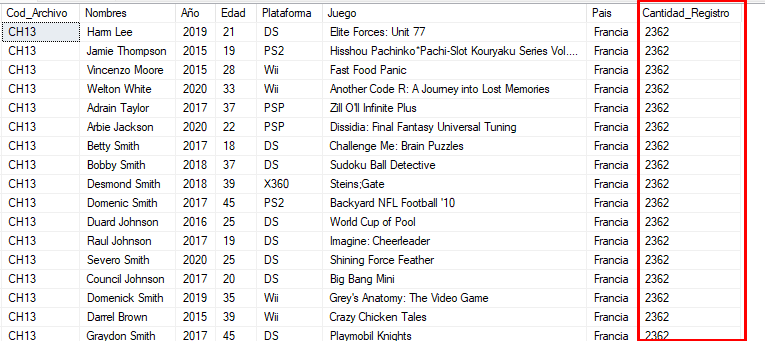 Cod_Archivo Nombres Año Edad Plataforma Juego Pais Cantidad_Registro
CH13 Ham Lee 2019 21 DS Elite Forces: Unit 77 Francia 2362
CH13 Jamie Thompson 2015 19 PS2 Hisshou Pachinko*Pachi-Slot Kouryaku Series Vol.... Francia 2362
CH13 Vincenzo Moore 2015 28 Wii Fast Food Panic Francia 2362
CH13 Welton White 2020 33 Wii Another Code R: A Journey into Lost Memories Francia 2362
CH13 Adrain Taylor 2017 37 PSP Zill O'll Infinite Plus Francia 2362
CH13 Arbie Jackson 2020 22 PSP Dissidia: Final Fantasy Universal Tuning Francia 2362
CH13 Betty Smith 2017 18 DS Challenge Me: Brain Puzzles Francia 2362
CH13 Bobby Smith 2018 37 DS Sudoku Ball Detective Francia 2362
CH13 Desmond Smith 2018 39 X360 Steins;Gate Francia 2362
CH13 Domenic Smith 2017 45 PS2 Backyard NFL Football '10 Francia 2362
CH13 Duard Johnson 2016 25 DS World Cup of Pool Francia 2362
CH13 Raul Johnson 2017 19 DS Imagine: Cheerleader Francia 2362
CH13 Severo Smith 2020 25 DS Shining Force Feather Francia 2362
CH13 Council Johnson 2017 20 DS Big Bang Mini Francia 2362
CH13 Domenick Smith 2019 35 Wii Grey's Anatomy: The Video Game Francia 2362
CH13 Darrel Brown 2015 39 Wii Crazy Chicken Tales Francia 2362
CH13 Graydon Smith 2017 45 DS Playmobil Knights Francia 2362